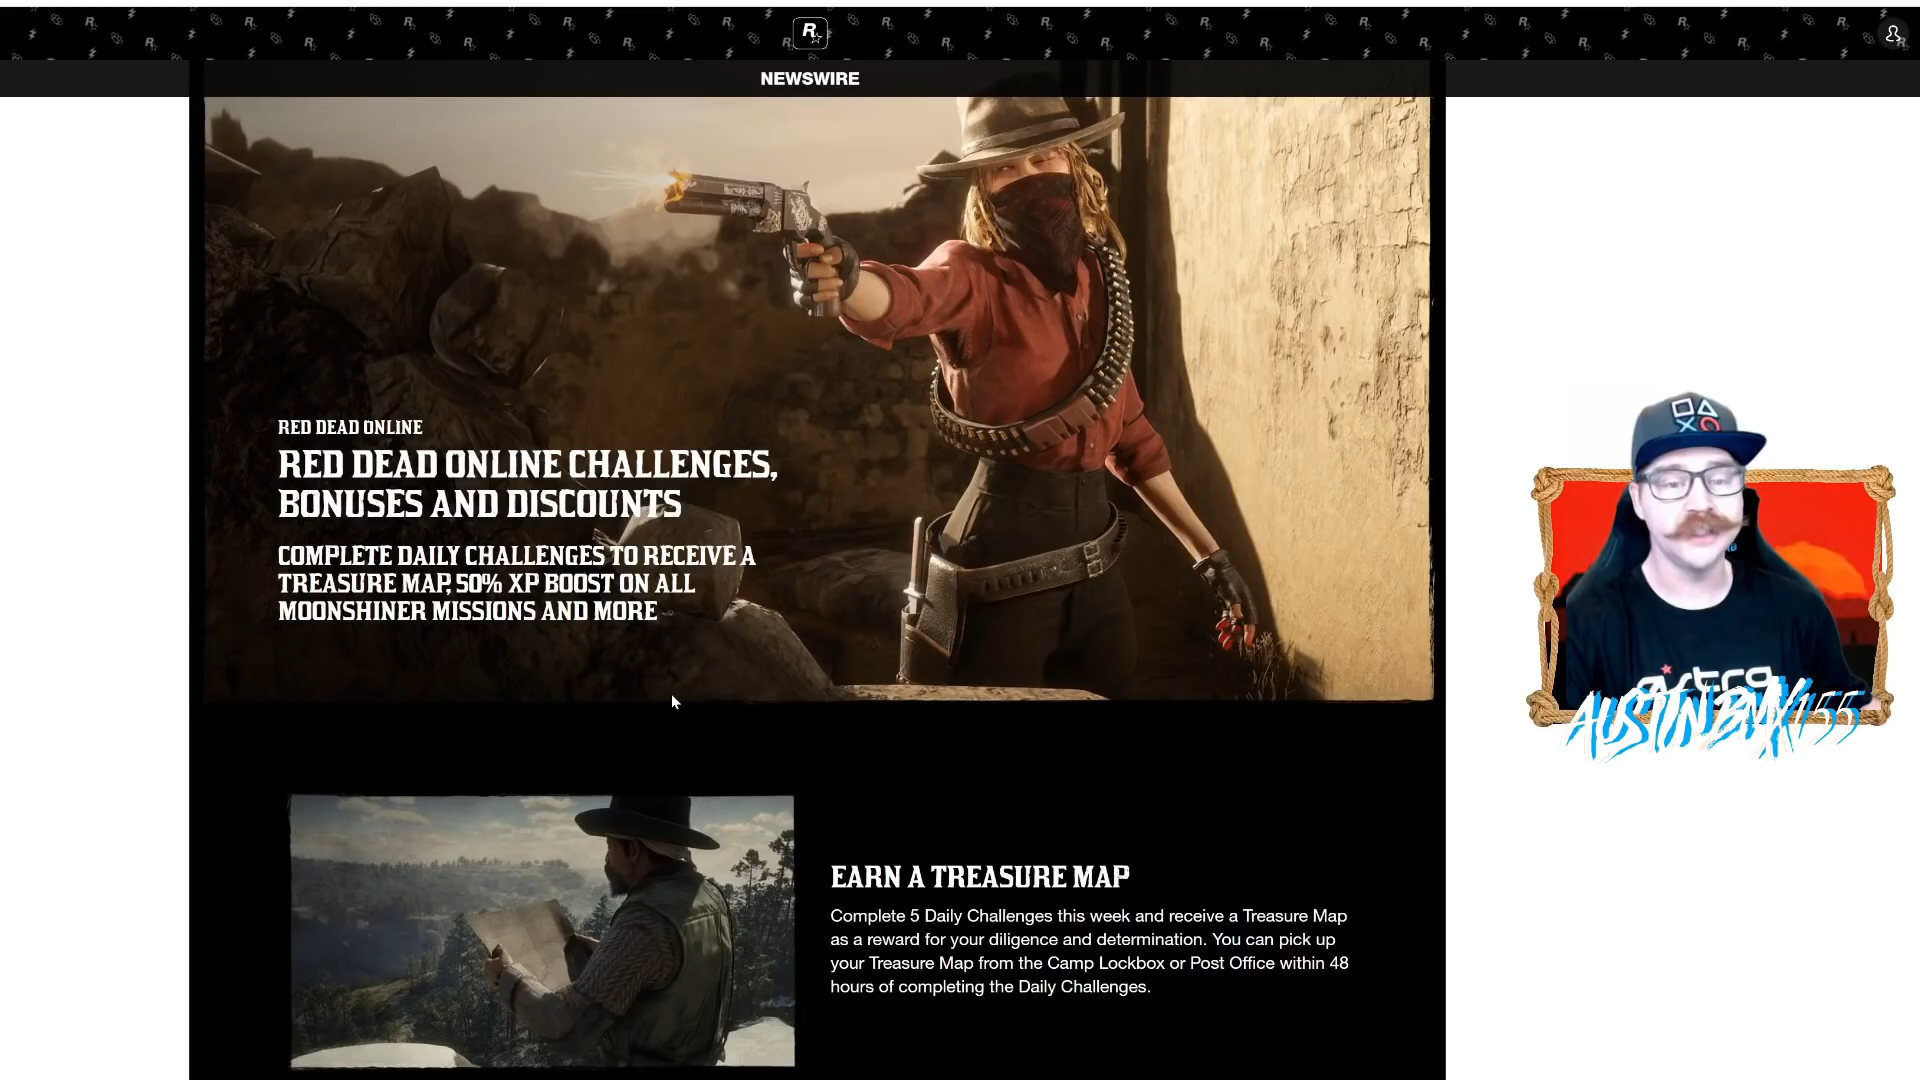 NEWSWIRE
RED DEAD ONLINE
RED DEAD ONLINE CHALLENGES,
BONUSES AND DISCOUNTS
COMPLETE DAILY CHALLENGES TO RECEIVE A
TREASURE MAP, 50% XP BOOST ON ALL
MOONSHINER MISSIONS AND MORE
EARN A TREASURE MAP
Complete 5 Daily Challenges this week and receive a Treasure Map
as a reward for your diligence and determination. You can pick up
your Treasure Map from the Camp Lockbox or Post Office within 48
hours of completing the Daily Challenges.
astro
AUSTINBMX155